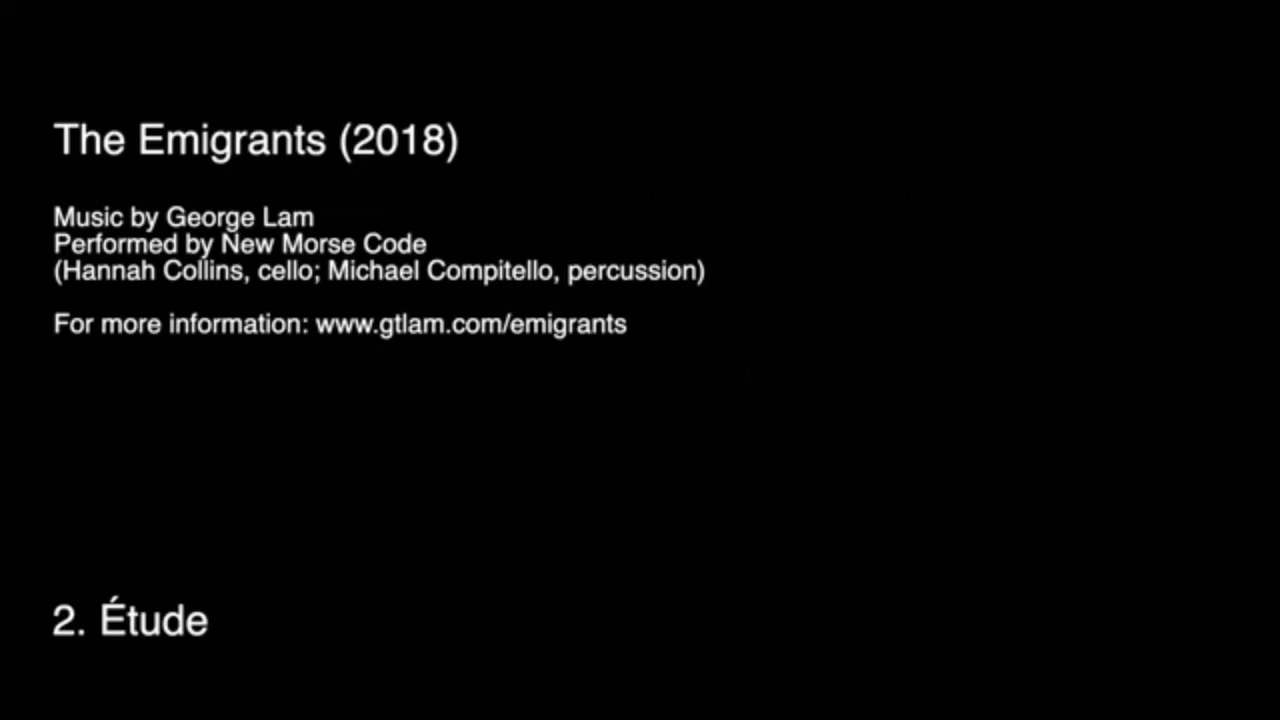 The Emigrants (2018)
Music by George Lam
Performed by New Morse Code
(Hannah Collins, cello; Michael Compitello, percussion)
For more information: www.gtlam.com/emigrants
2. Étude